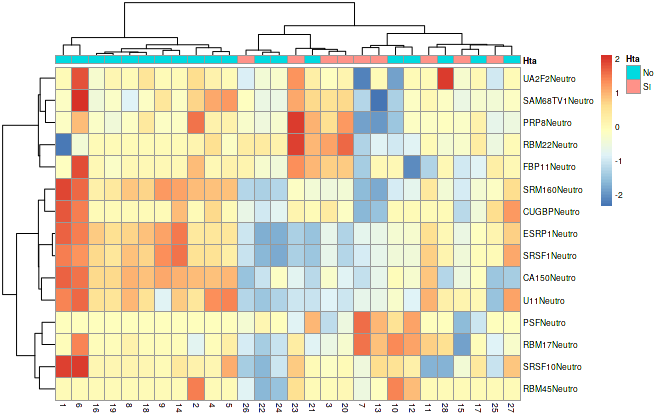 Hta
UA2F2Neutro
SAM68TV1Neutro
PRP8Neutro
RBM22Neutro
FBP11Neutro
SRM160Neutro
CUGBPNeutro
ESRP1Neutro
SRSF1Neutro
CA150Neutro
U11Neutro
PSFNeutro
RBM17Neutro
SRSF10Neutro
RBM45Neutro
1 6 16 19 8 18 9 14 2 4 5 26 22 24 23 21 3 20 7 13 10 12 11 28 15 17 25 27
2
1
0
-1
-2
Hta
No
Si